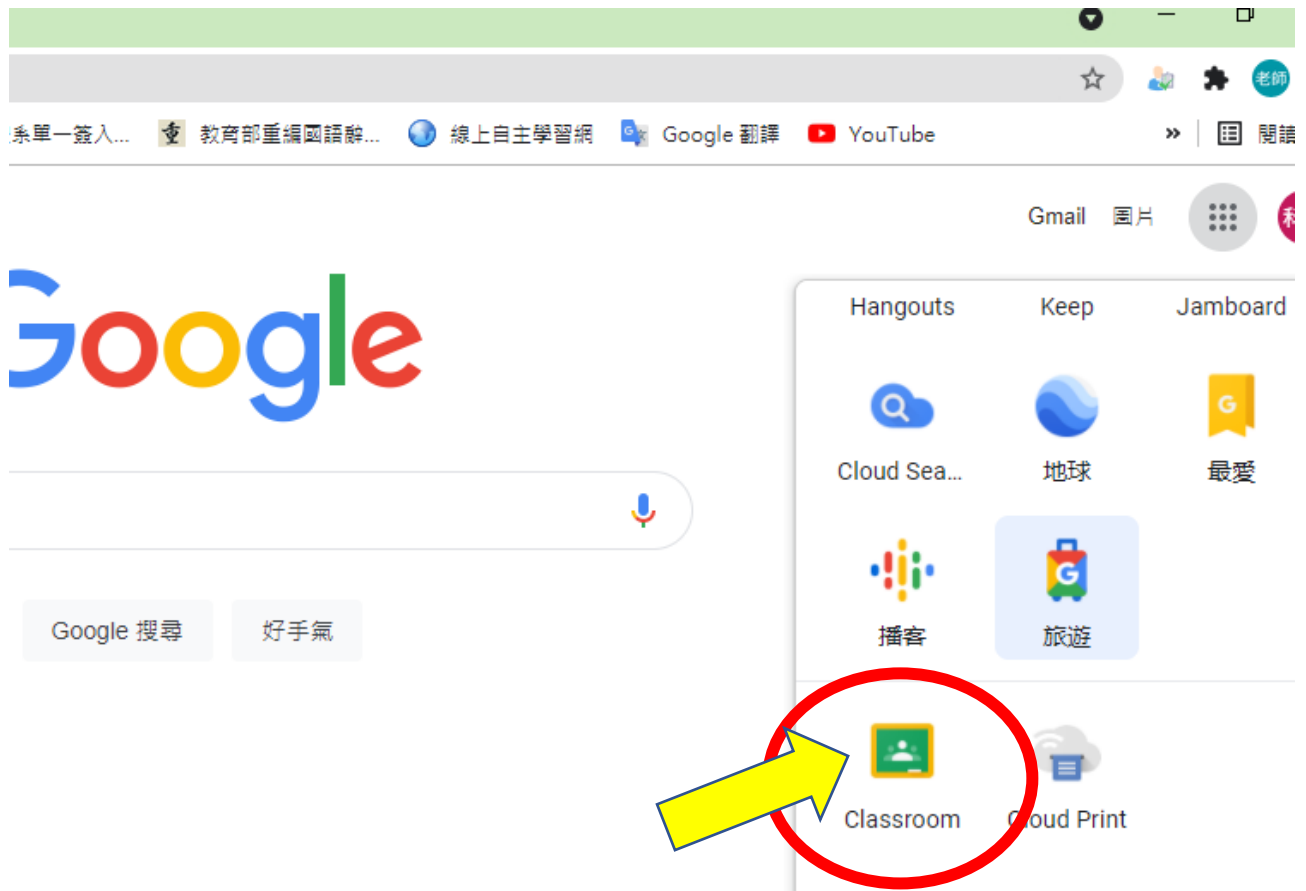 老師
系單一簽入... 重 教育部重編國語辭... 線上自主學習網 Google 翻譯 YouTube » 閱讀
Gmail 圖片
Google
Hangouts Keep Jamboard
G
Cloud Sea... 地球 最愛
G
播客 旅遊
Google 搜尋 好手氣
Classroom Cloud Print